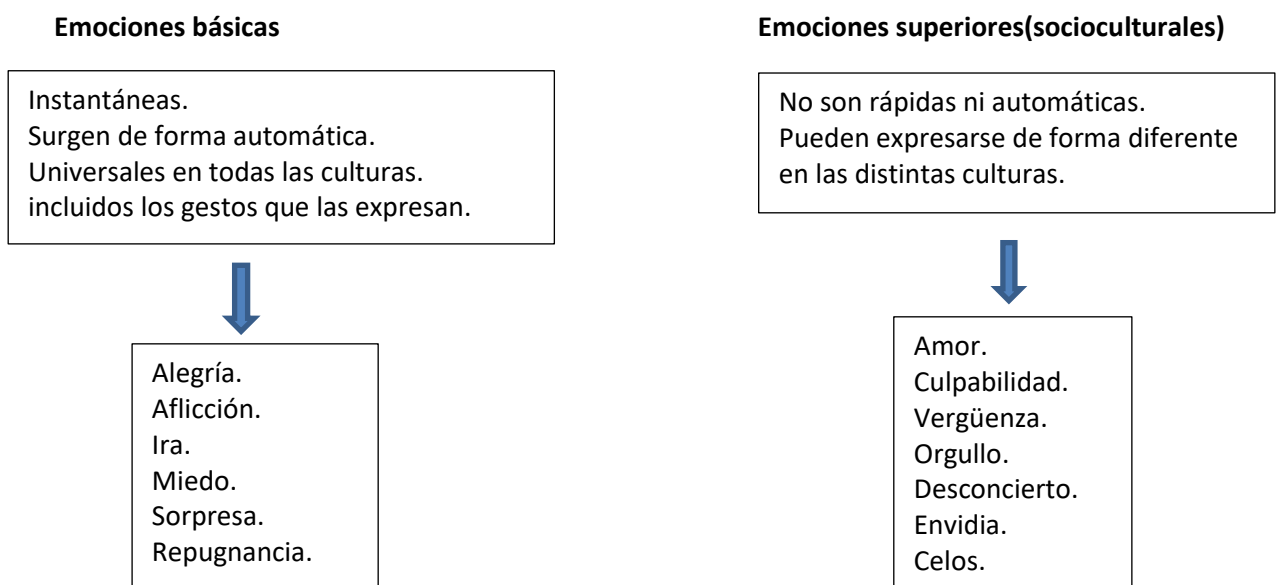 Emociones básicas
Instantáneas.
Surgen de forma automática.
Universales en todas las culturas.
incluidos los gestos que las expresan.
Alegría.
Aflicción.
Ira.
Miedo.
Sorpresa.
Repugnancia.
Emociones superiores(socioculturales)
No son rápidas ni automáticas.
Pueden expresarse de forma diferente
en las distintas culturas.
Amor.
Culpabilidad.
Vergüenza.
Orgullo.
Desconcierto.
Envidia.
Celos.